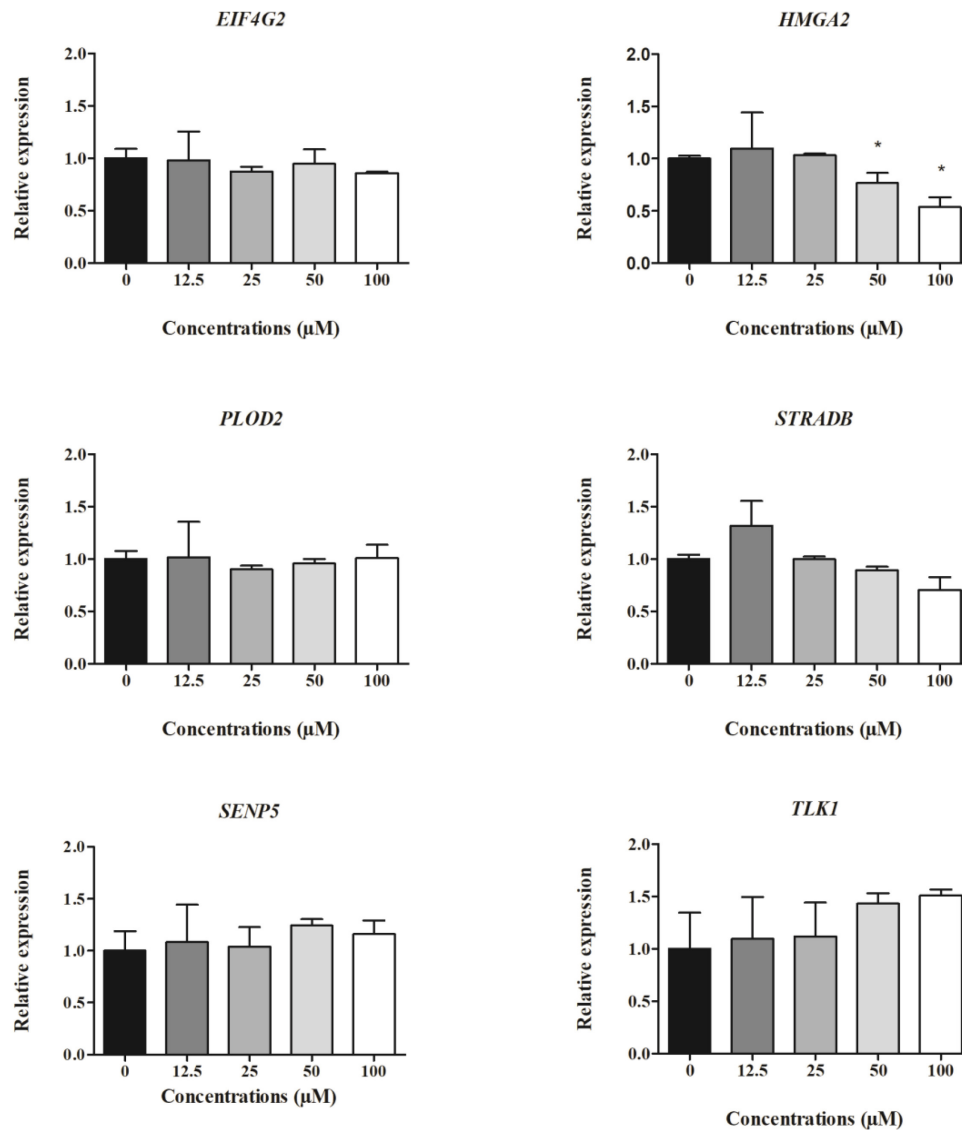 EIF4G2
2.0
1.5
1.0
0.5
0.0
Relative expression
0 12.5 25 50 100
Concentrations (µM)
HMGA2
2.0
1.5
1.0
0.5
0.0
Relative expression
* *
0 12.5 25 50 100
Concentrations (µM)
PLOD2
2.0
1.5
1.0
0.5
0.0
Relative expression
0 12.5 25 50 100
Concentrations (µM)
STRADB
2.0
1.5
1.0
0.5
0.0
Relative expression
0 12.5 25 50 100
Concentrations (µM)
SENP5
2.0
1.5
1.0
0.5
0.0
Relative expression
0 12.5 25 50 100
Concentrations (µM)
TLK1
2.0
1.5
1.0
0.5
0.0
Relative expression
0 12.5 25 50 100
Concentrations (µM)